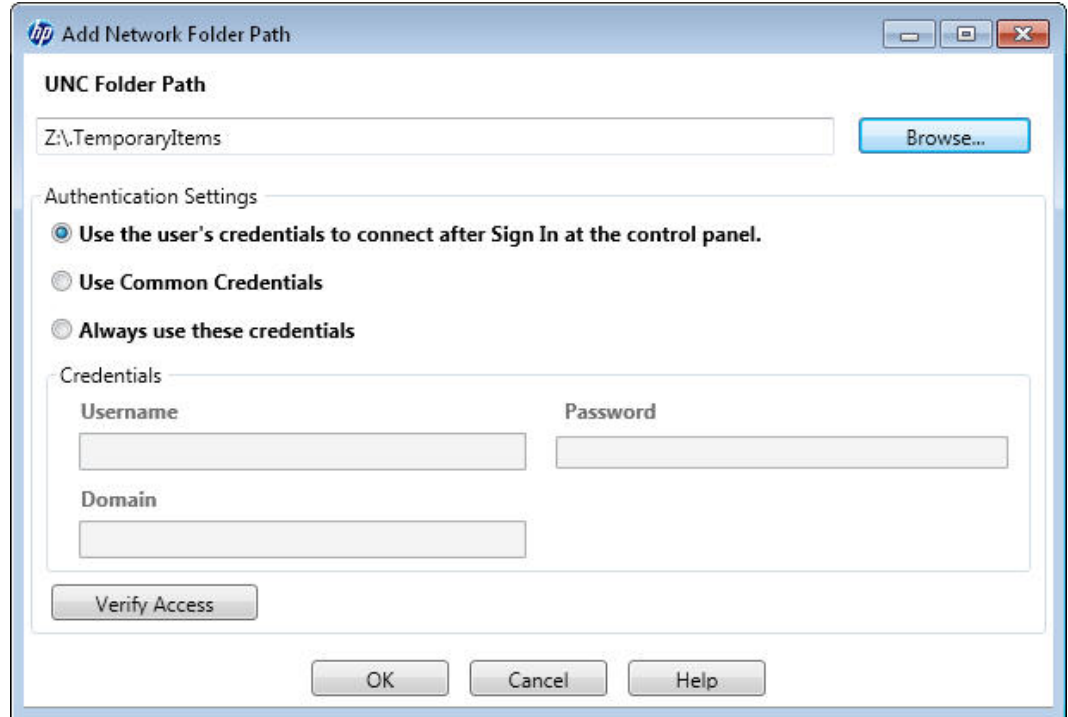 hp Add Network Folder Path
UNC Folder Path
Z:\.TemporaryItems
Browse...
Authentication Settings
Use the user's credentials to connect after Sign In at the control panel.
Use Common Credentials
Always use these credentials
Credentials
Username Password
Domain
Verify Access
OK Cancel Help